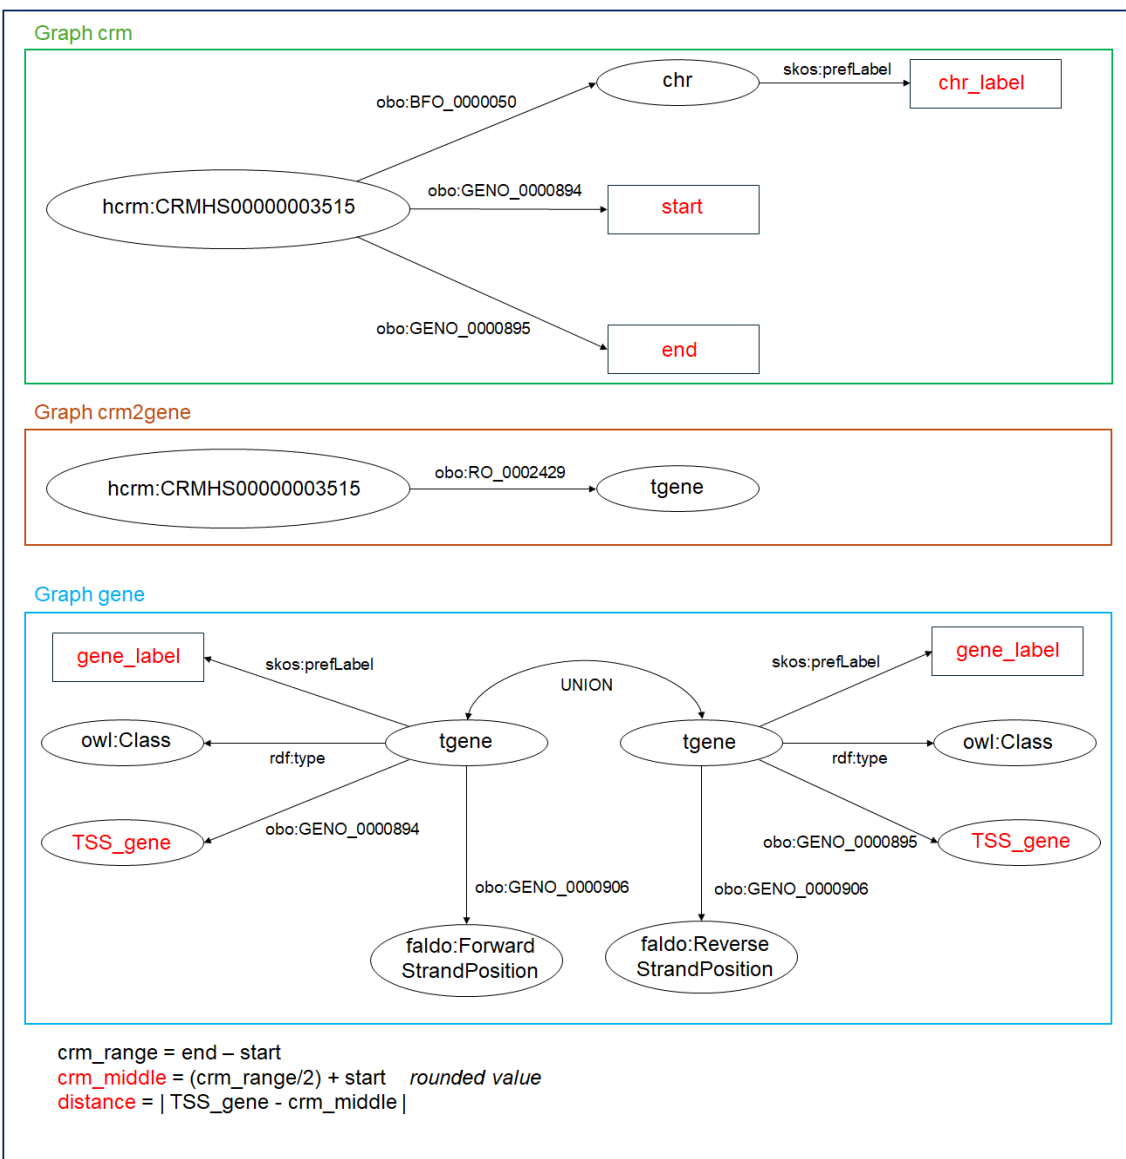 Graph crm
chr
skos:prefLabel
chr_label
obo:BFO_0000050
hcrm:CRMHS00000003515
obo:GENO_0000894
start
obo:GENO_0000895
end
Graph crm2gene
hcrm:CRMHS00000003515
obo:RO_0002429
tgene
Graph gene
gene_label
skos:prefLabel
UNION
skos:prefLabel
gene_label
owl:Class
rdf:type
tgene
tgene
rdf:type
owl:Class
TSS_gene
obo:GENO_0000894
obo:GENO_0000895
TSS_gene
obo:GENO_0000906
obo:GENO_0000906
faldo:Forward
StrandPosition
faldo:Reverse
StrandPosition
crm_range = end – start
crm_middle = (crm_range/2) + start rounded value
distance = | TSS_gene - crm_middle |